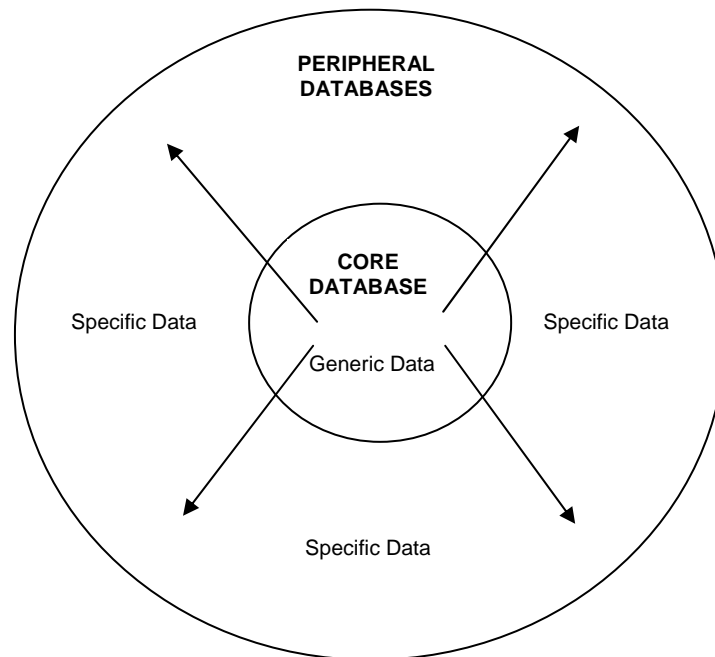 PERIPHERAL
DATABASES
CORE
DATABASE
Specific Data
Specific Data
Generic Data
Specific Data